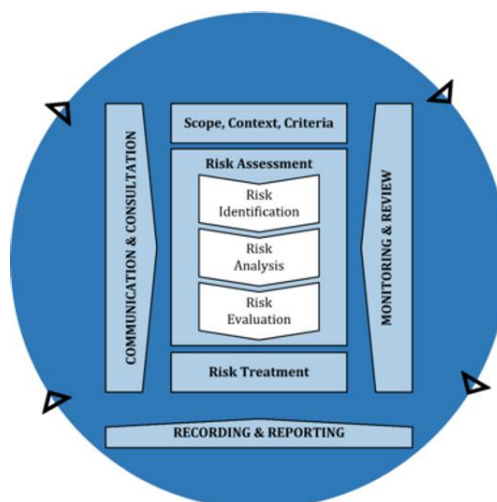 Scope, Context, Criteria
Risk Assessment
Risk
Identification
Risk
Analysis
Risk
Evaluation
Risk Treatment
COMMUNICATION & CONSULTATION
MONITORING & REVIEW
RECORDING & REPORTING